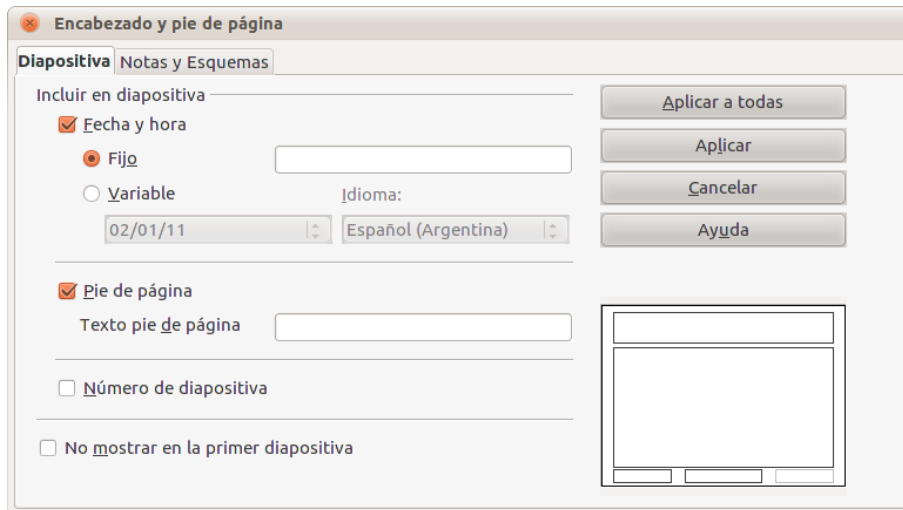 Encabezado y pie de página
Diapositiva Notas y Esquemas
Incluir en diapositiva
Fecha y hora
Fijo
Variable Idioma:
02/01/11 Español (Argentina)
Pie de página
Texto pie de página
Número de diapositiva
No mostrar en la primer diapositiva
Aplicar a todas
Aplicar
Cancelar
Ayuda